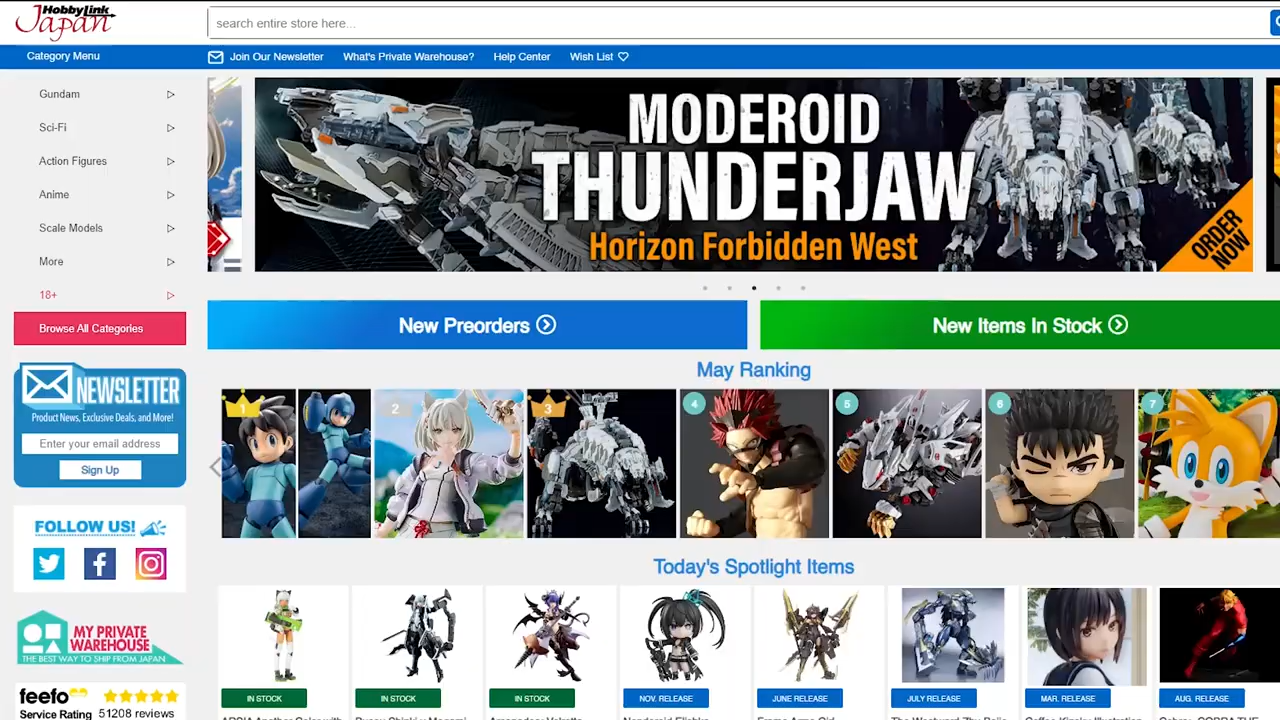 HobbyLink
Japan
search entire store here...
Category Menu
Join Our Newsletter
What's Private Warehouse?
Help Center
Wish List
Gundam
Sci-Fi
Action Figures
Anime
Scale Models
More
18+
Browse All Categories
MODEROID
THUNDERJAW
Horizon Forbidden West
ORDER
NOW
New Preorders
New Items In Stock
May Ranking
1
2
3
4
5
6
7
NEWSLETTER
Product News, Exclusive Deals, and More!
Enter your email address
Sign Up
FOLLOW US!
MY PRIVATE
WAREHOUSE
THE BEST WAY TO SHIP FROM JAPAN
feefo
Service Rating 51208 reviews
Today's Spotlight Items
IN STOCK
IN STOCK
IN STOCK
NOV. RELEASE
JUNE RELEASE
JULY RELEASE
MAR. RELEASE
AUG. RELEASE